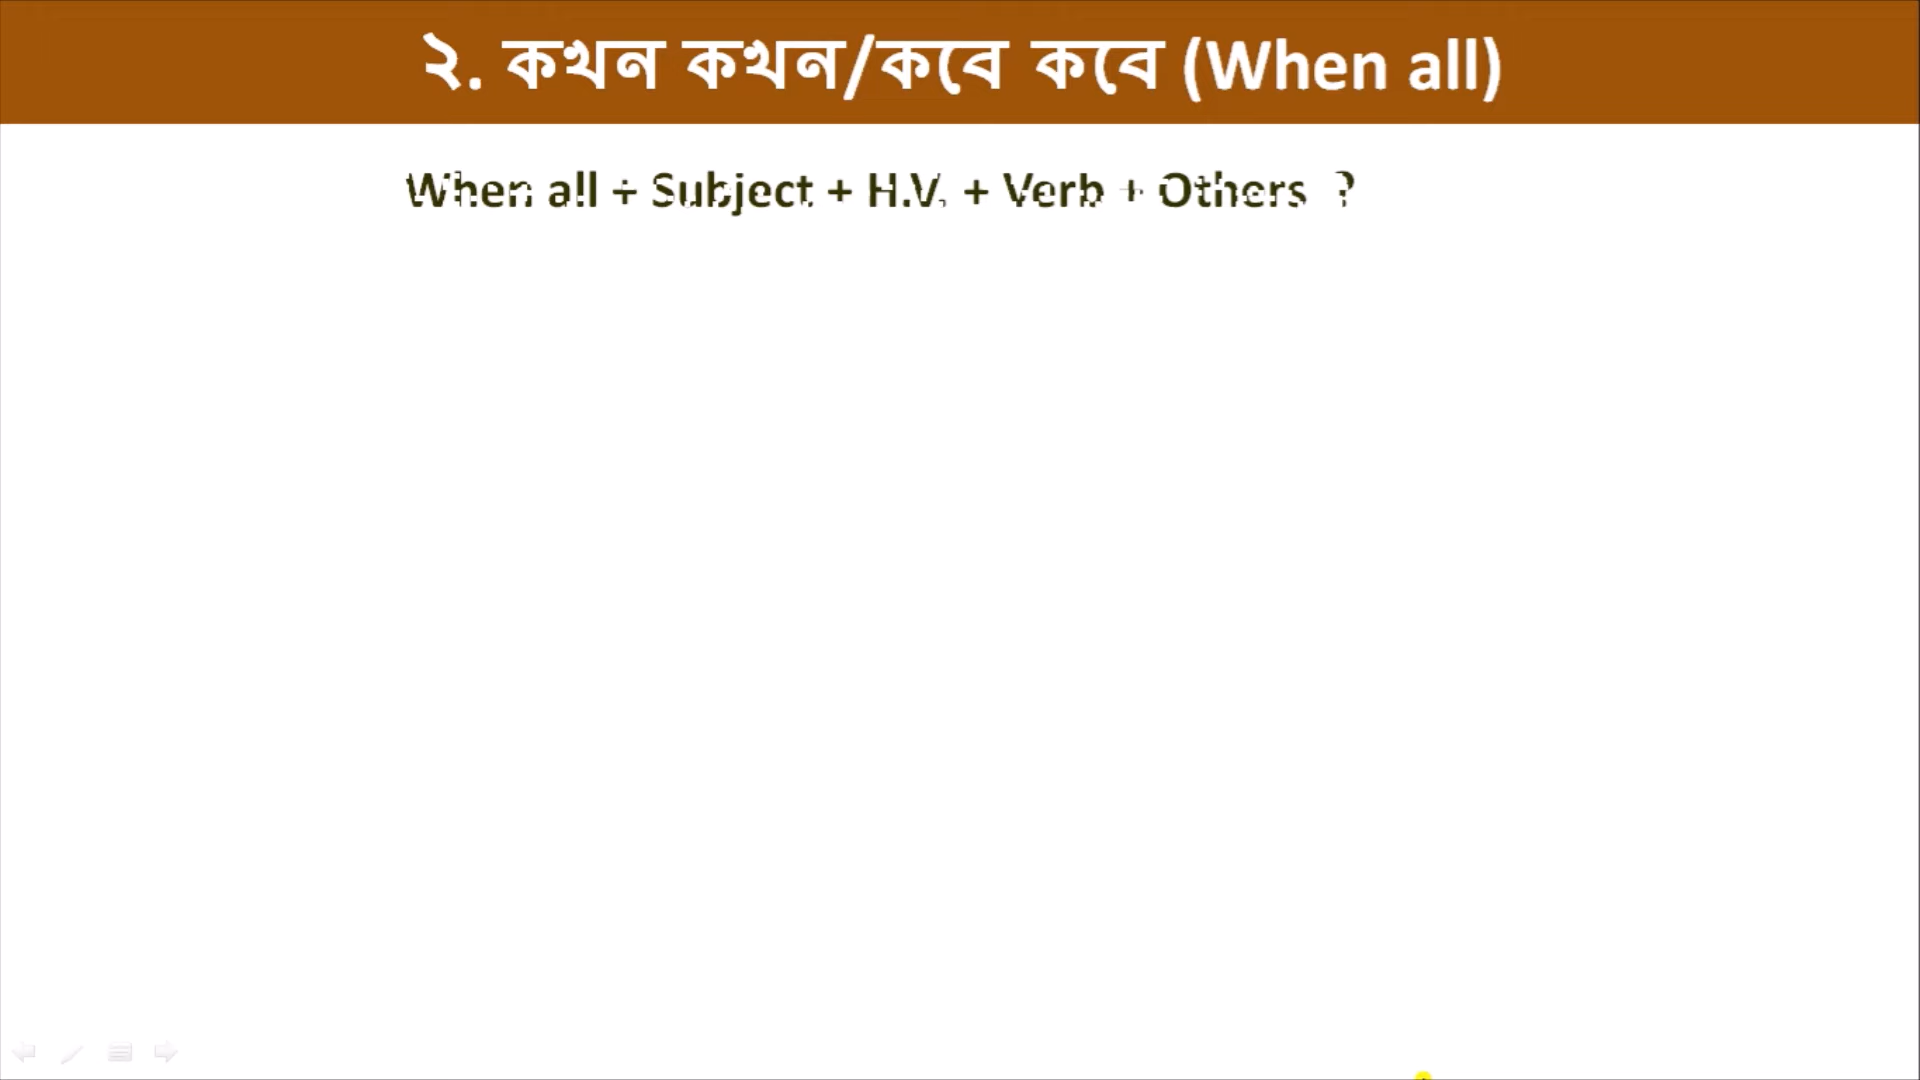 ২. কখন কখন/কবে কবে (When all)
When all + Subject + H.V. + Verb + Others ?